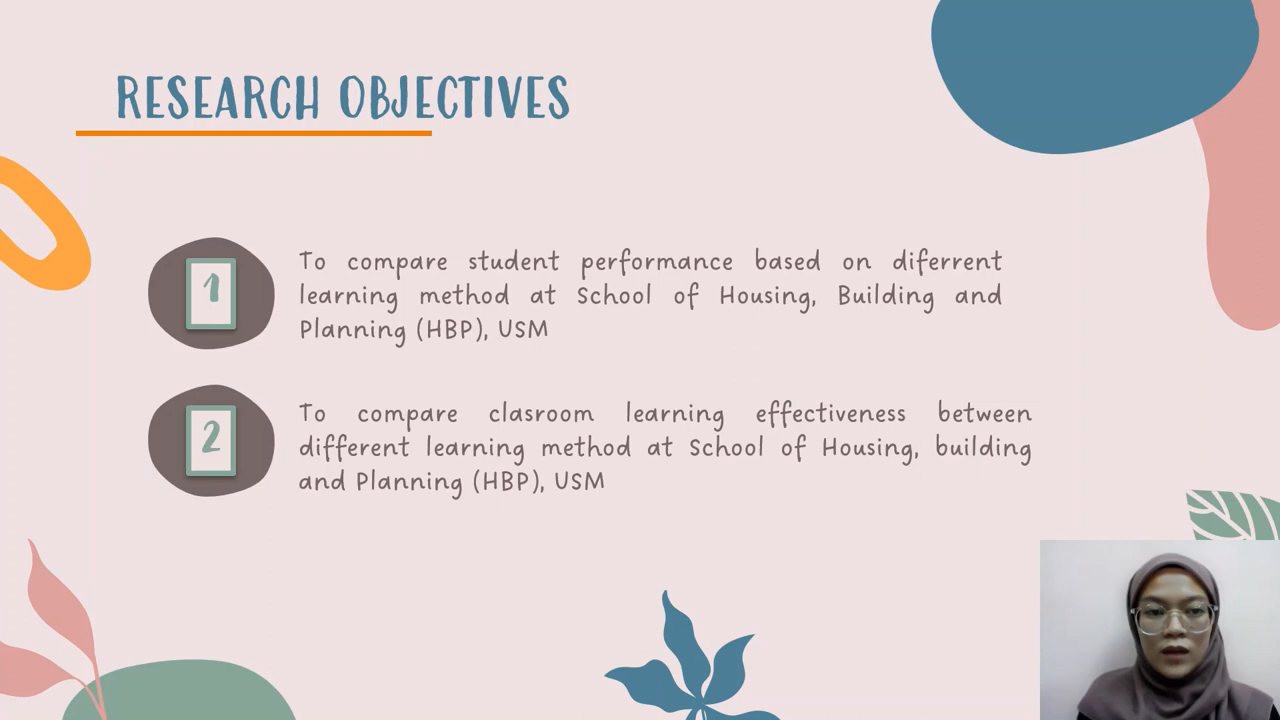 RESEARCH OBJECTIVES
1
To compare student performance based on diferrent
learning method at School of Housing, Building and
Planning (HBP), USM
2
To compare clasroom learning effectiveness between
different learning method at School of Housing, building
and Planning (HBP), USM